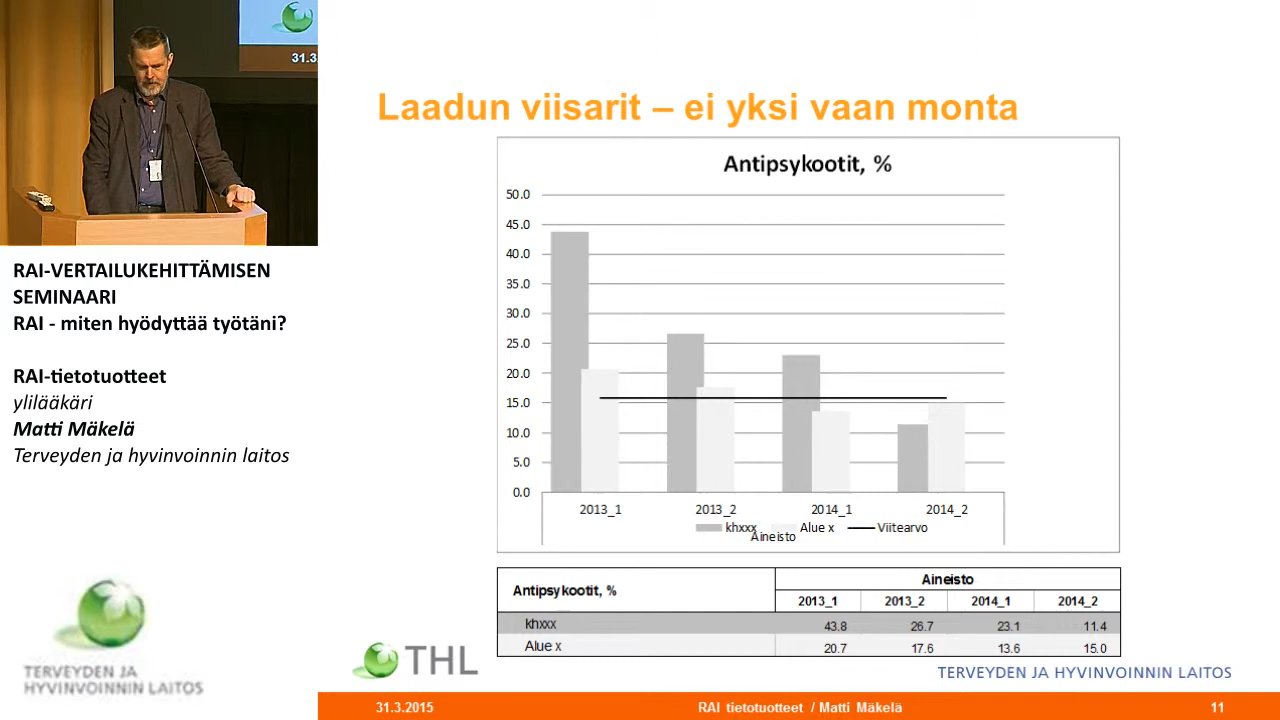 31.3
Laadun viisarit – ei yksi vaan monta
RAI-VERTAILUKEHITTÄMISEN
SEMINAARI
RAI - miten hyödyttää työtäni?
RAI-tietotuotteet
ylilääkäri
Matti Mäkelä
Terveyden ja hyvinvoinnin laitos
TERVEYDEN JA
HYVINVOINNIN LAITOS
Antipsykootit, %
50.0
45.0
40.0
35.0
30.0
25.0
20.0
15.0
10.0
5.0
0.0
2013_1 2013_2 2014_1 2014_2
khxxx Alue x Viitearvo
Aineisto
Antipsykootit, % Aineisto
2013_1 2013_2 2014_1 2014_2
khxxx 43.8 26.7 23.1 11.4
Alue x 20.7 17.6 13.6 15.0
THL
TERVEYDEN JA HYVINVOINNIN LAITOS
31.3.2015 RAI tietotuotteet / Matti Mäkelä 11